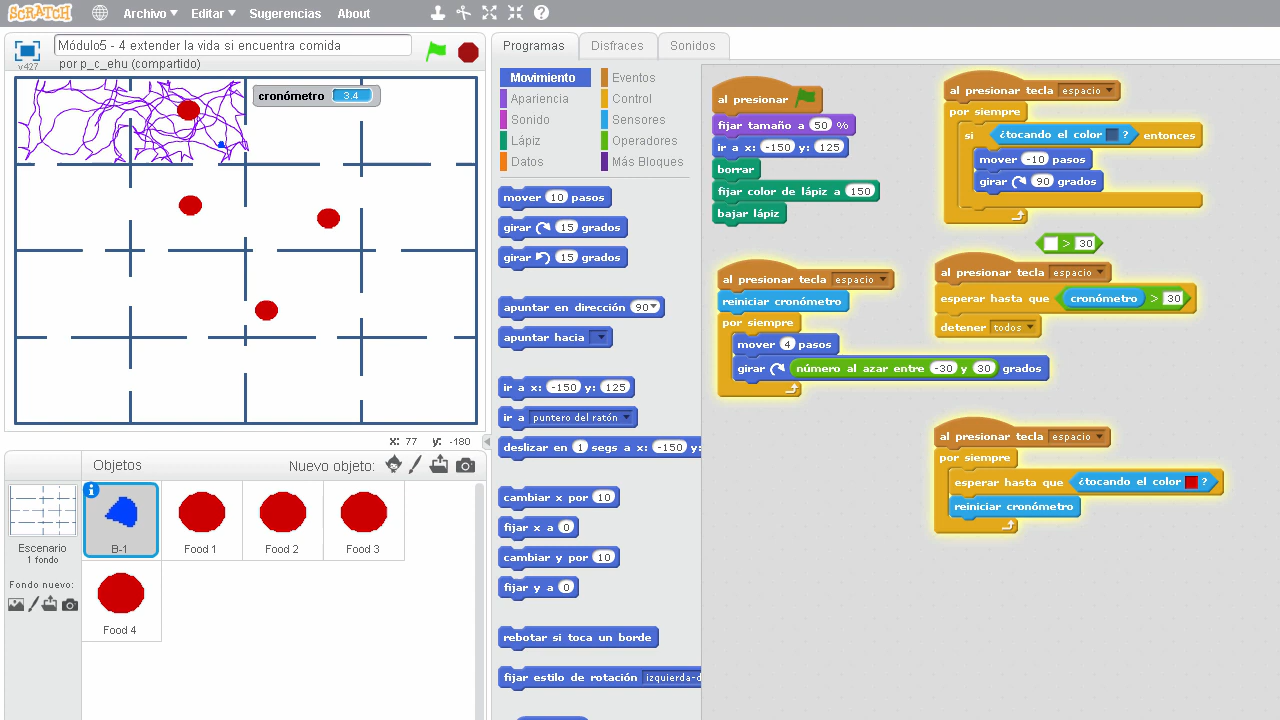 SCRATCH Archivo Editar Sugerencias About ?
Módulo5 - 4 extender la vida si encuentra comida
por p_c_ehu (compartido)
v427
cronómetro 3.4
x: 77 y: -180
Objetos Nuevo objeto:
Escenario
1 fondo
Fondo nuevo:
B-1
Food 1
Food 2
Food 3
Food 4
Programas Disfraces Sonidos
Movimiento
Apariencia
Sonido
Lápiz
Datos
Eventos
Control
Sensores
Operadores
Más Bloques
mover 10 pasos
girar 15 grados
girar 15 grados
apuntar en dirección 90
apuntar hacia
ir a x: -150 y: 125
ir a puntero del ratón
deslizar en 1 segs a x: -150 y:
cambiar x por 10
fijar x a 0
cambiar y por 10
fijar y a 0
rebotar si toca un borde
fijar estilo de rotación
al presionar
fijar tamaño a 50 %
ir a x: -150 y: 125
borrar
fijar color de lápiz a 150
bajar lápiz
al presionar tecla espacio
reiniciar cronómetro
por siempre
mover 4 pasos
girar número al azar entre -30 y 30 grados
al presionar tecla espacio
por siempre
si ¿tocando el color ? entonces
mover -10 pasos
girar 90 grados
> 30
al presionar tecla espacio
esperar hasta que cronómetro > 30
detener todos
al presionar tecla espacio
por siempre
esperar hasta que ¿tocando el color ?
reiniciar cronómetro